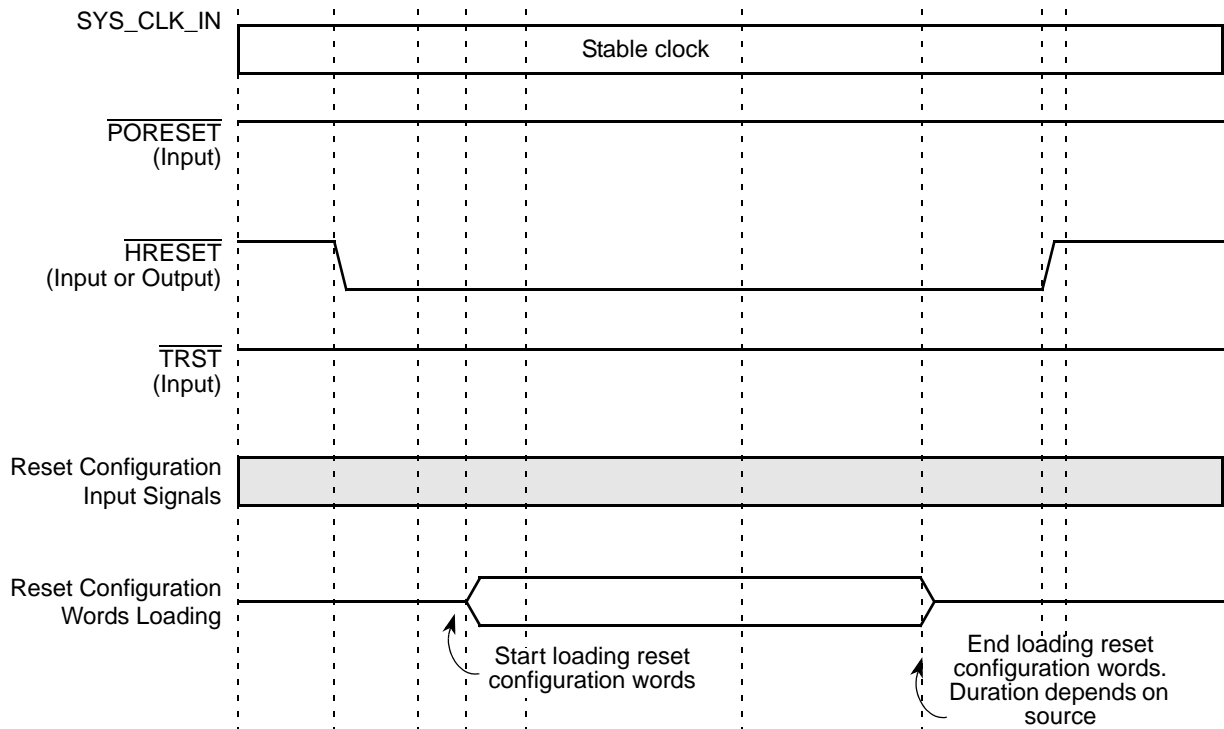 SYS_CLK_IN
Stable clock
PORESET
(Input)
HRESET
(Input or Output)
TRST
(Input)
Reset Configuration
Input Signals
Reset Configuration
Words Loading
Start loading reset
configuration words
End loading reset
configuration words.
Duration depends on
source